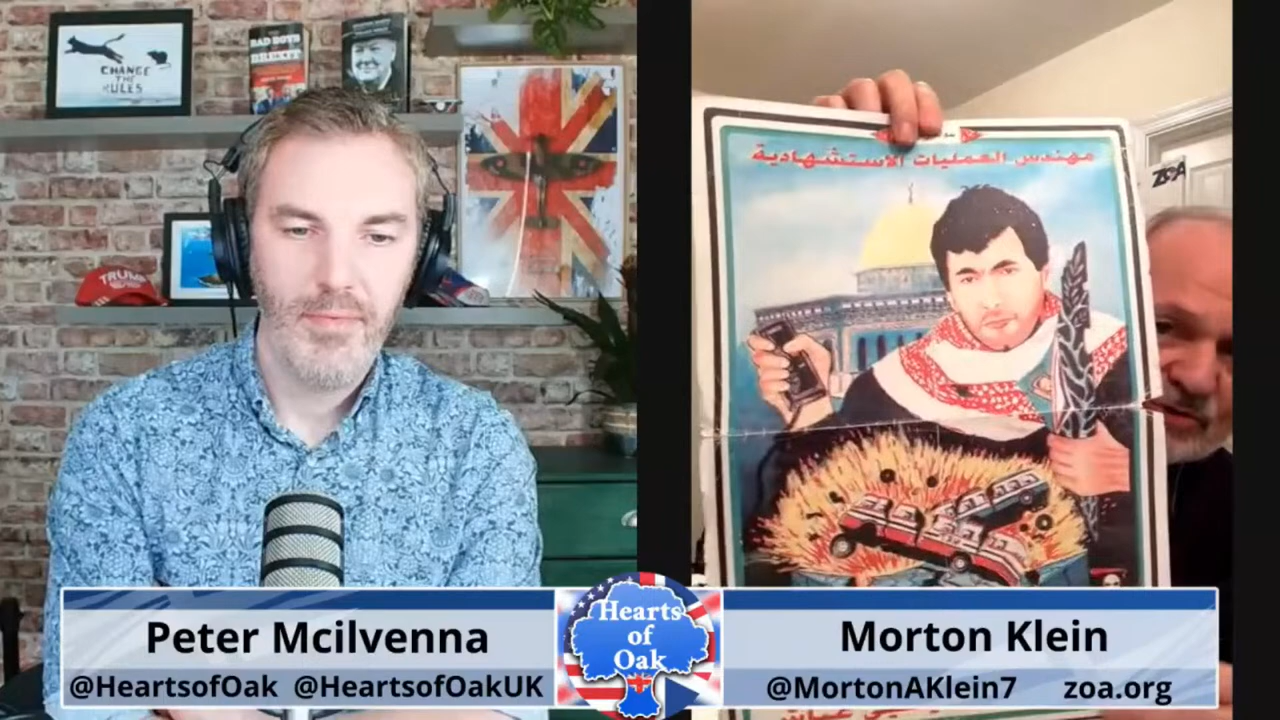 CHANGE
THE
RULES
BAD BOYS
BREXIT
TRUMP
مهندس العمليات الاستشهادية
ZOA
Hearts
of
Oak
Peter Mcilvenna
@HeartsofOak @HeartsofOakUK
Morton Klein
@MortonAKlein7 zoa.org